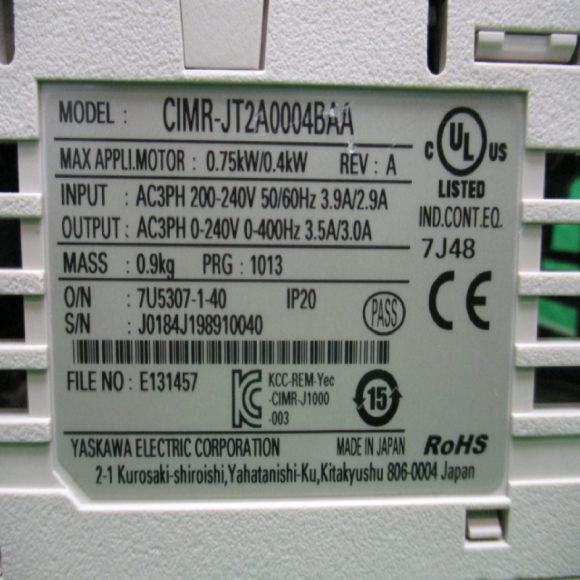 MODEL : CIMR-JT2A0004BAA
MAX APPLI.MOTOR : 0.75kW/0.4kW REV : A
INPUT : AC3PH 200-240V 50/60Hz 3.9A/2.9A
OUTPUT : AC3PH 0-240V 0-400Hz 3.5A/3.0A
MASS : 0.9kg PRG : 1013
O/N : 7U5307-1-40 IP20
S/N : J0184J198910040
PASS
FILE NO : E131457
KCC-REM-Yec
-CIMR-J1000
-003
15
YASKAWA ELECTRIC CORPORATION MADE IN JAPAN RoHS
2-1 Kurosaki-shiroishi,Yahatanishi-Ku,Kitakyushu 806-0004 Japan
C UL US
LISTED
IND.CONT.EQ.
7J48
CE